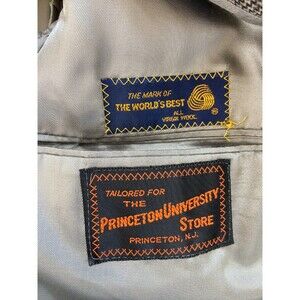 THE MARK OF
THE WORLD'S BEST
ALL
VIRGIN WOOL
TAILORED FOR
THE
PRINCETON UNIVERSITY
STORE
PRINCETON, N.J.